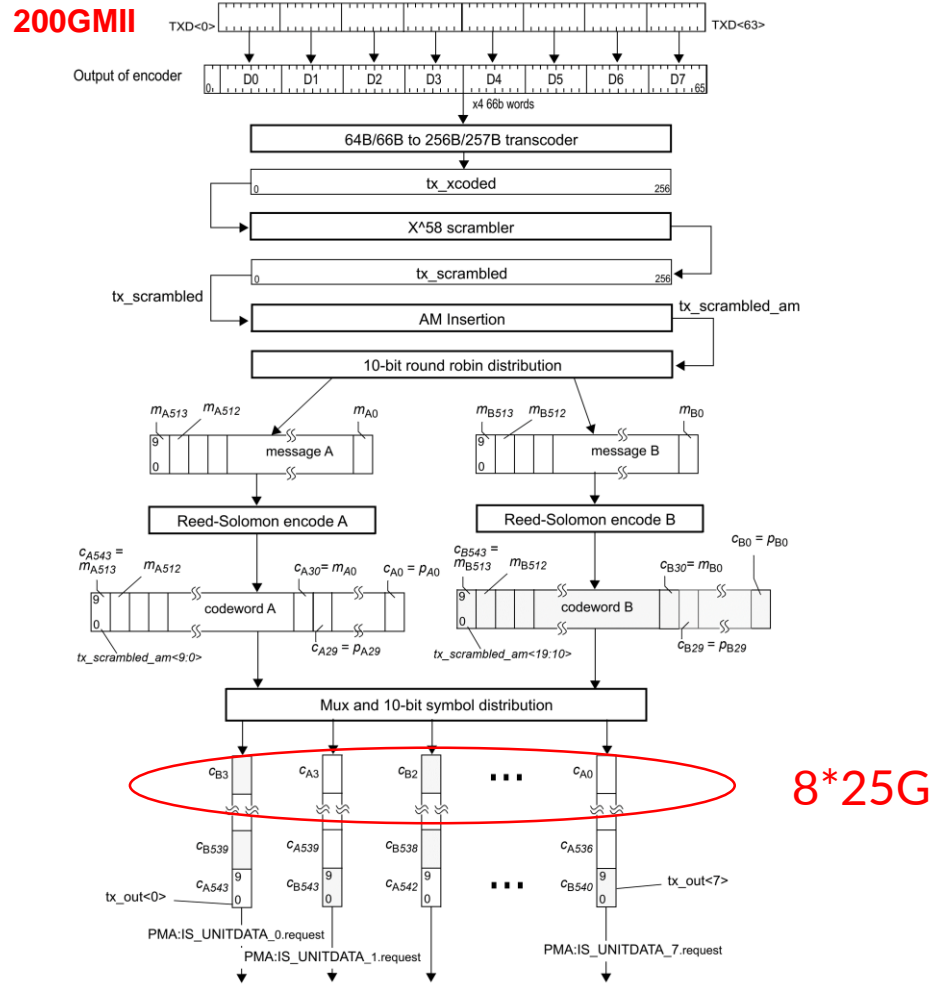 200GMII
TXD<0>
TXD<63>
Output of encoder
D0 D1 D2 D3 D4 D5 D6 D7
0
65
x4 66b words
64B/66B to 256B/257B transcoder
tx_xcoded
0
256
X^58 scrambler
tx_scrambled
0
256
tx_scrambled
AM Insertion
tx_scrambled_am
10-bit round robin distribution
mA513 mA512 mA0
mB513 mB512 mB0
9
0
message A
9
0
message B
Reed-Solomon encode A
Reed-Solomon encode B
cA543 =
mA513
mA512
cA30= mA0
cA0 = pA0
cB543 =
mB513
mB512
cB30= mB0
cB0 = pB0
9
0
codeword A
9
0
codeword B
tx_scrambled_am<9:0>
cA29 = pA29
tx_scrambled_am<19:10>
cB29 = pB29
Mux and 10-bit symbol distribution
cB3 cA3 cB2 ... cA0
8*25G
cB539 cA539 cB538 cA536
cA543 cB543 cA542 ... cB540
9 9 9 9
0 0 0 0
tx_out<0>
tx_out<7>
PMA:IS_UNITDATA_0.request
PMA:IS_UNITDATA_1.request
PMA:IS_UNITDATA_7.request